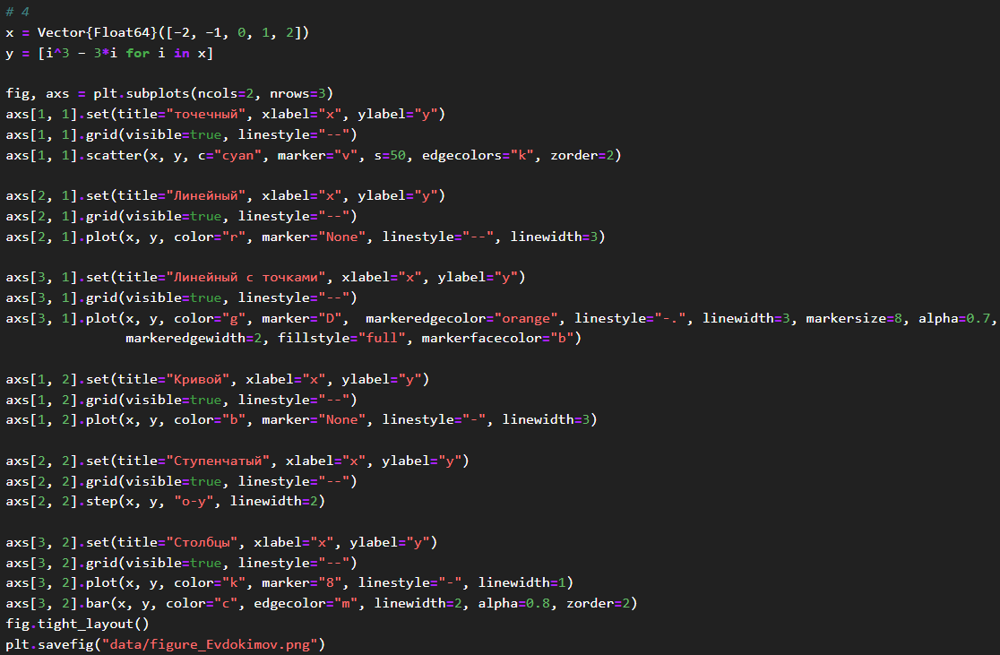 # 4
x = Vector{Float64}([-2, -1, 0, 1, 2])
y = [i^3 - 3*i for i in x]

fig, axs = plt.subplots(ncols=2, nrows=3)
axs[1, 1].set(title="точечный", xlabel="x", ylabel="y")
axs[1, 1].grid(visible=true, linestyle="--")
axs[1, 1].scatter(x, y, c="cyan", marker="v", s=50, edgecolors="k", zorder=2)

axs[2, 1].set(title="Линейный", xlabel="x", ylabel="y")
axs[2, 1].grid(visible=true, linestyle="--")
axs[2, 1].plot(x, y, color="r", marker="None", linestyle="--", linewidth=3)

axs[3, 1].set(title="Линейный с точками", xlabel="x", ylabel="y")
axs[3, 1].grid(visible=true, linestyle="--")
axs[3, 1].plot(x, y, color="g", marker="D",  markeredgecolor="orange", linestyle="-.", linewidth=3, markersize=8, alpha=0.7,
               markeredgewidth=2, fillstyle="full", markerfacecolor="b")

axs[1, 2].set(title="Кривой", xlabel="x", ylabel="y")
axs[1, 2].grid(visible=true, linestyle="--")
axs[1, 2].plot(x, y, color="b", marker="None", linestyle="-", linewidth=3)

axs[2, 2].set(title="Ступенчатый", xlabel="x", ylabel="y")
axs[2, 2].grid(visible=true, linestyle="--")
axs[2, 2].step(x, y, "o-y", linewidth=2)

axs[3, 2].set(title="Столбцы", xlabel="x", ylabel="y")
axs[3, 2].grid(visible=true, linestyle="--")
axs[3, 2].plot(x, y, color="k", marker="8", linestyle="-", linewidth=1)
axs[3, 2].bar(x, y, color="c", edgecolor="m", linewidth=2, alpha=0.8, zorder=2)
fig.tight_layout()
plt.savefig("data/figure_Evdokimov.png")